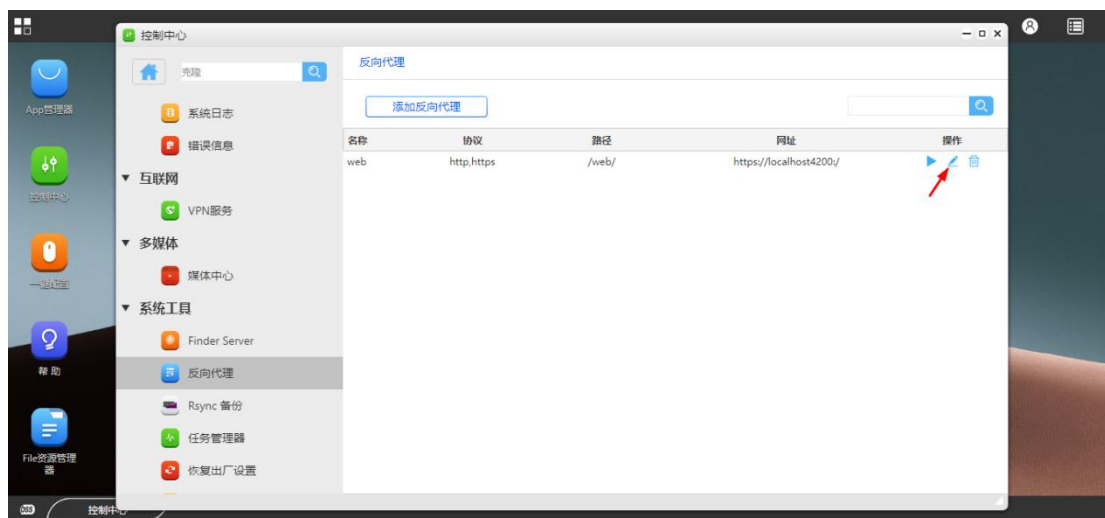 控制中心
App管理器
控制中心
一键配置
帮 助
File资源管理
器
克隆
系统日志
错误信息
互联网
VPN服务
多媒体
媒体中心
系统工具
Finder Server
反向代理
Rsync 备份
任务管理器
恢复出厂设置
反向代理
添加反向代理
名称 协议 路径 网址 操作
web http,https /web/ https://localhost4200:/
控制中心